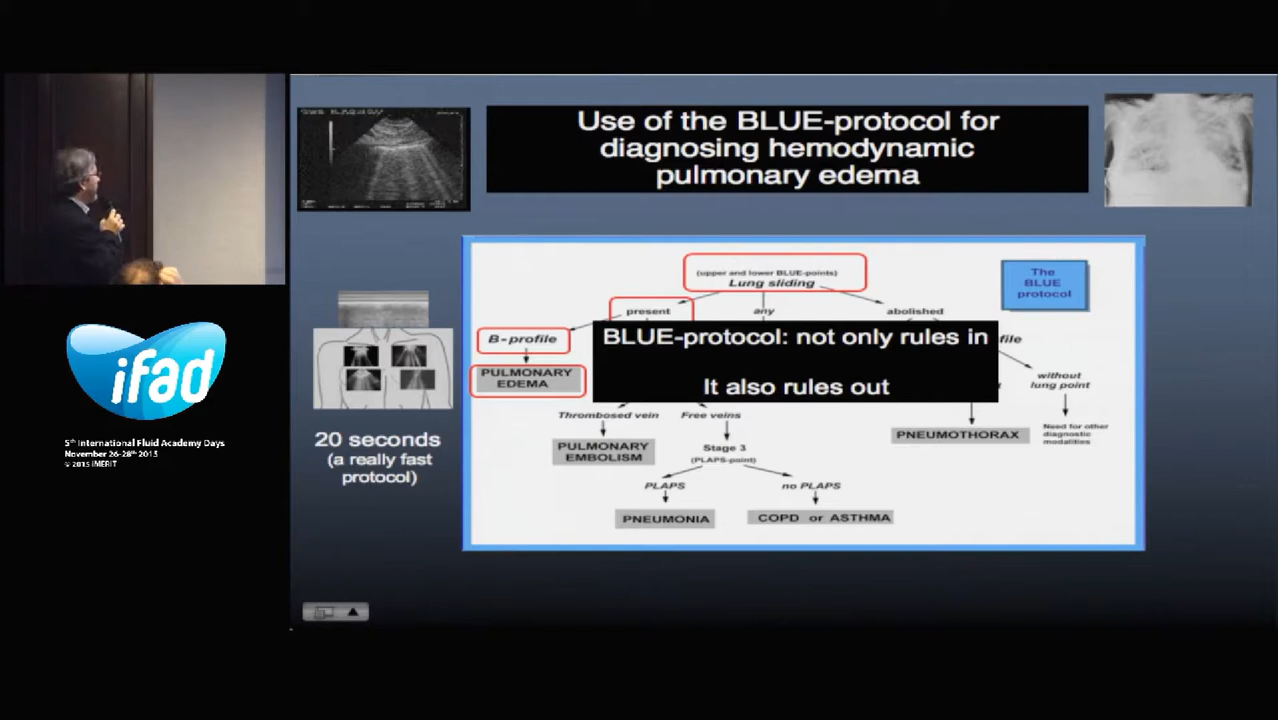 Use of the BLUE-protocol for
diagnosing hemodynamic
pulmonary edema
(upper and lower BLUE-points)
Lung sliding
The
BLUE
protocol
present
any
abolished
B-profile
BLUE-protocol: not only rules in
It also rules out
PULMONARY
EDEMA
without
lung point
Thrombosed vein
Free veins
Need for other
diagnostic
modalities
PNEUMOTHORAX
PULMONARY
EMBOLISM
Stage 3
(PLAPS-point)
PLAPS
no PLAPS
PNEUMONIA
COPD or ASTHMA
20 seconds
(a really fast
protocol)
ifad
5th International Fluid Academy Days
November 26-28th 2015
© 2015 iMERIT